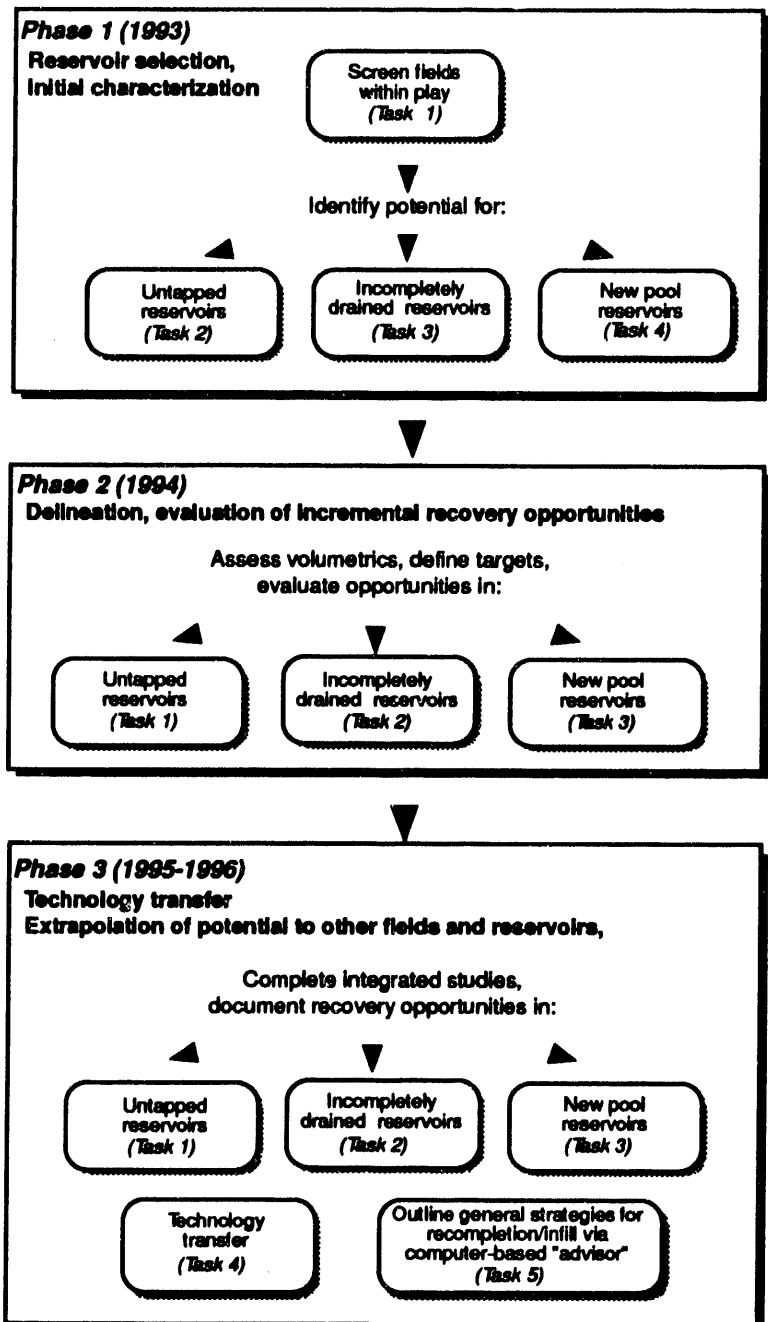 Phase 1 (1993)
Reservoir selection,
Initial characterization
Screen fields
within play
(Task 1)
Identify potential for:
Untapped
reservoirs
(Task 2)
Incompletely
drained reservoirs
(Task 3)
New pool
reservoirs
(Task 4)
Phase 2 (1994)
Delineation, evaluation of incremental recovery opportunities
Assess volumetrics, define targets,
evaluate opportunities in:
Untapped
reservoirs
(Task 1)
Incompletely
drained reservoirs
(Task 2)
New pool
reservoirs
(Task 3)
Phase 3 (1995-1996)
Technology transfer
Extrapolation of potential to other fields and reservoirs,
Complete integrated studies,
document recovery opportunities in:
Untapped
reservoirs
(Task 1)
Incompletely
drained reservoirs
(Task 2)
New pool
reservoirs
(Task 3)
Technology
transfer
(Task 4)
Outline general strategies for
recompletion/infill via
computer-based "advisor"
(Task 5)